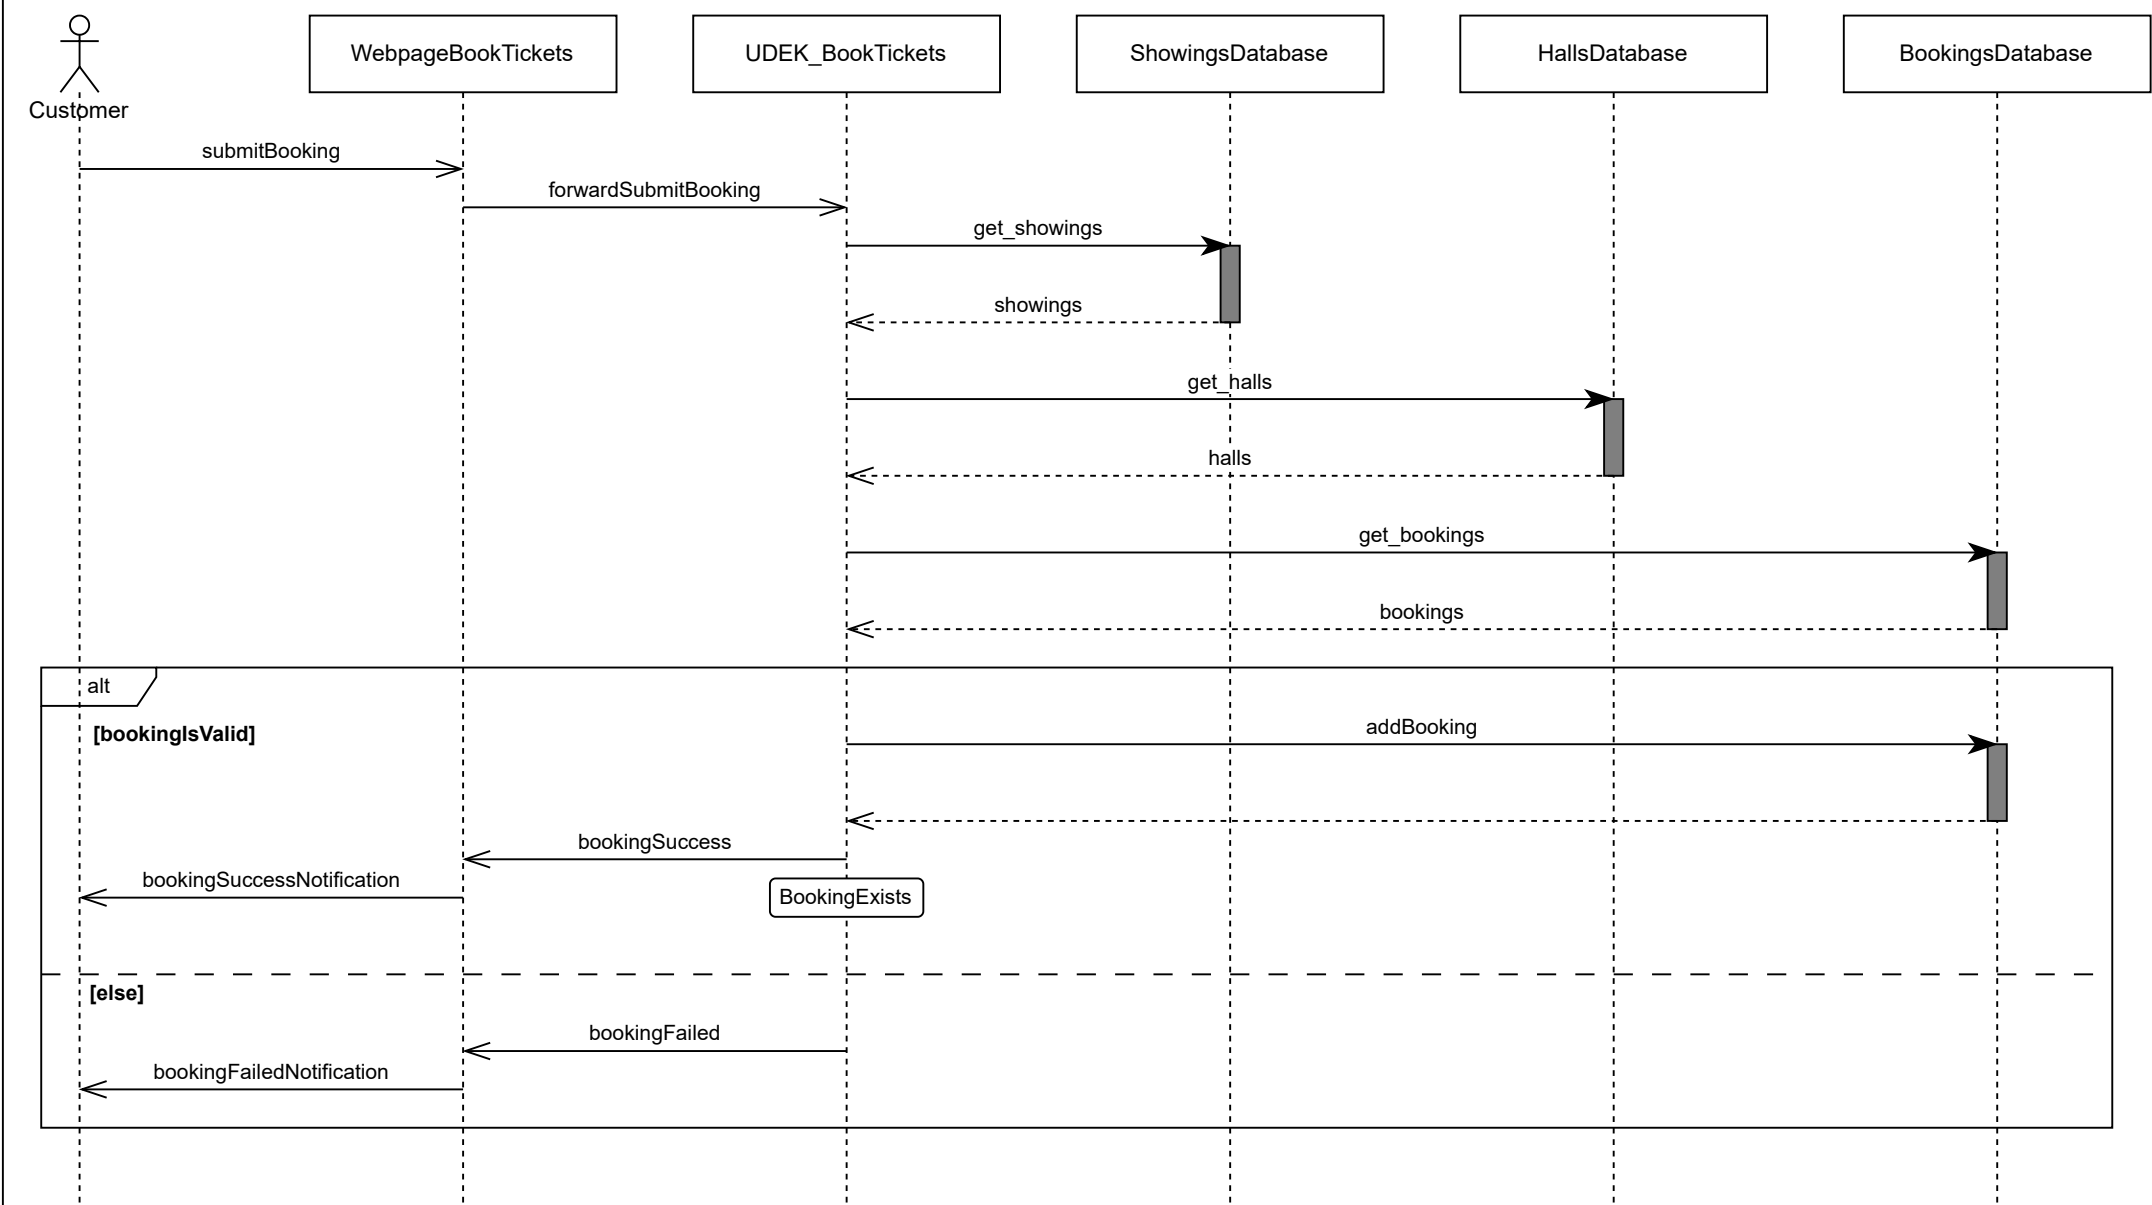 Customer
WebpageBookTickets
UDEK_BookTickets
ShowingsDatabase
HallsDatabase
BookingsDatabase
submitBooking
forwardSubmitBooking
get_showings
showings
get_halls
halls
get_bookings
bookings
alt
[bookingIsValid]
addBooking
bookingSuccess
bookingSuccessNotification
BookingExists
[else]
bookingFailed
bookingFailedNotification